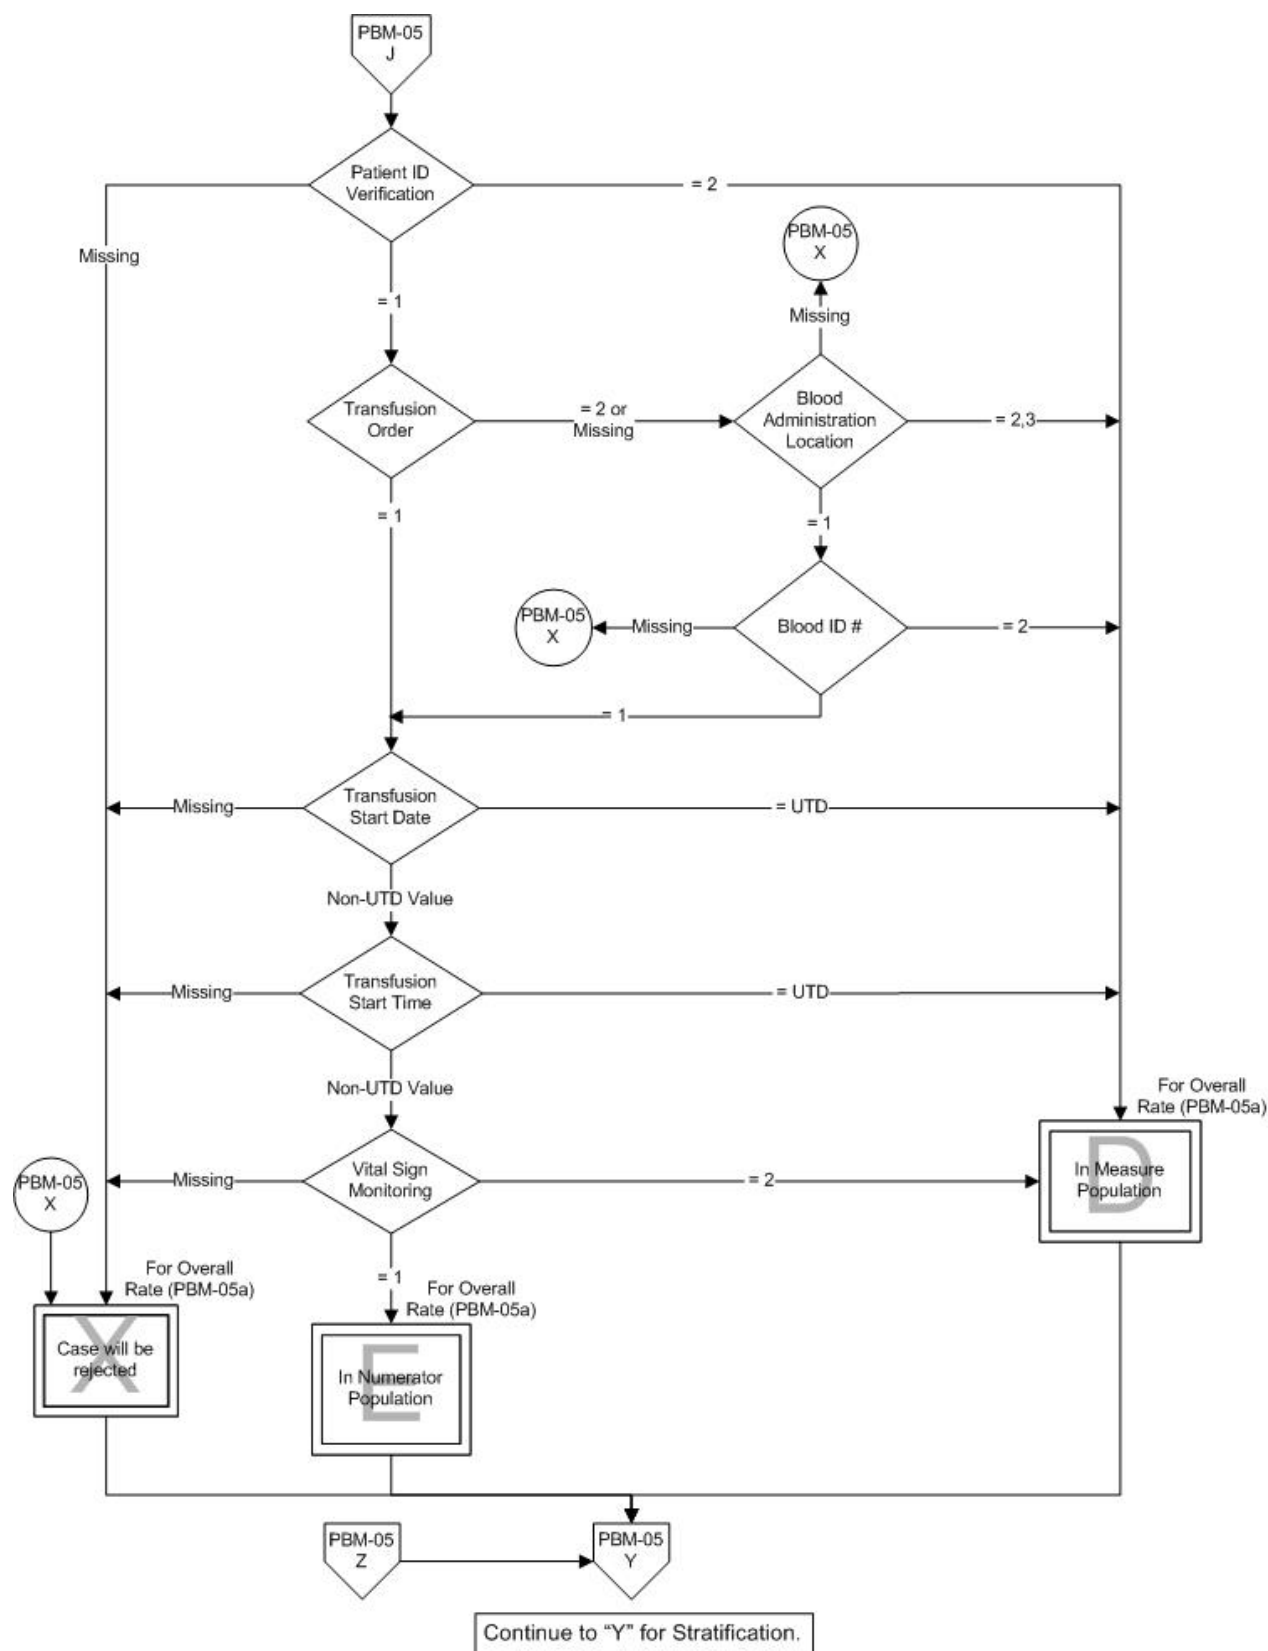 PBM-05
J
Patient ID
Verification
= 2
PBM-05
X
Missing
= 1
Missing
Transfusion
Order
= 2 or
Missing
Blood
Administration
Location
= 2,3
= 1
= 1
PBM-05
X
Missing
Blood ID #
= 2
= 1
Missing
Transfusion
Start Date
= UTD
Non-UTD Value
Missing
Transfusion
Start Time
= UTD
Non-UTD Value
For Overall
Rate (PBM-05a)
PBM-05
X
Missing
Vital Sign
Monitoring
= 2
D
In Measure
Population
= 1
For Overall
Rate (PBM-05a)
For Overall
Rate (PBM-05a)
X
Case will be
rejected
E
In Numerator
Population
PBM-05
Z
PBM-05
Y
Continue to “Y” for Stratification.